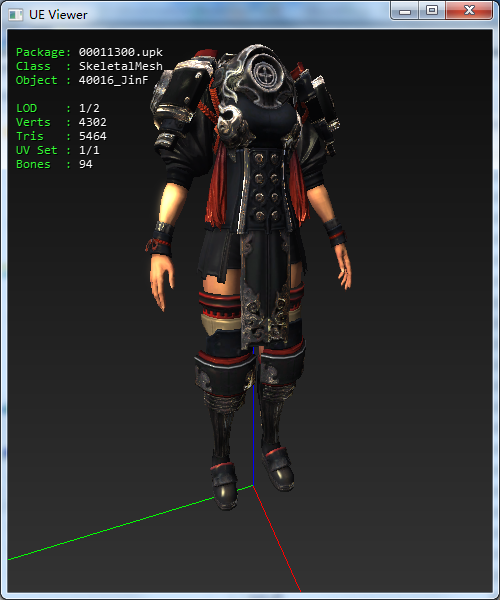 UE Viewer
Package: 00011300.upk
Class : SkeletalMesh
Object : 40016_JinF
LOD : 1/2
Verts : 4302
Tris : 5464
UV Set : 1/1
Bones : 94